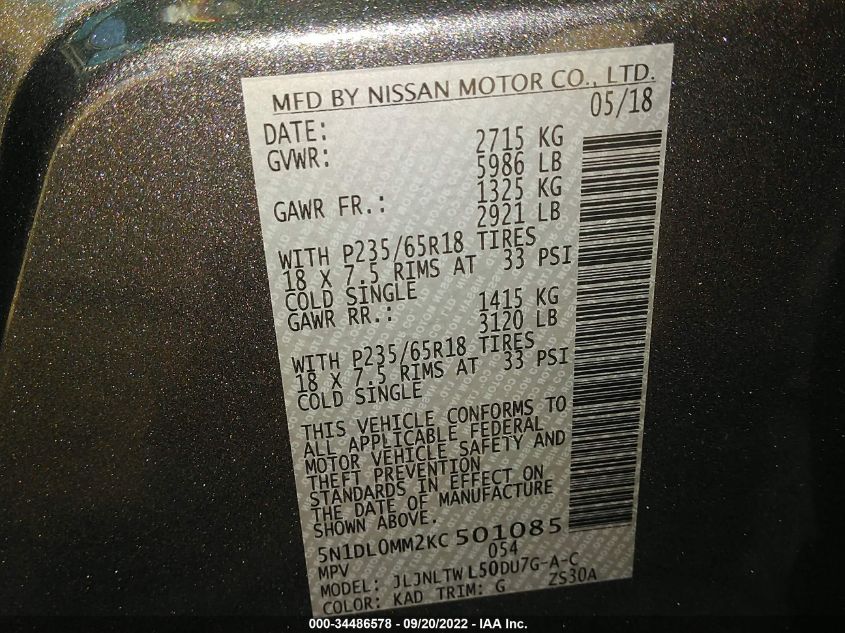 MFD BY NISSAN MOTOR CO., LTD.
DATE: 05/18
GVWR: 2715 KG
5986 LB
GAWR FR.: 1325 KG
2921 LB
WITH P235/65R18 TIRES
18 X 7.5 RIMS AT 33 PSI
COLD SINGLE
GAWR RR.: 1415 KG
3120 LB
WITH P235/65R18 TIRES
18 X 7.5 RIMS AT 33 PSI
COLD SINGLE
THIS VEHICLE CONFORMS TO
ALL APPLICABLE FEDERAL
MOTOR VEHICLE SAFETY AND
THEFT PREVENTION
STANDARDS IN EFFECT ON
THE DATE OF MANUFACTURE
SHOWN ABOVE.
5N1DL0MM2KC501085
MPV 054
MODEL: JLJNLTWL50DU7G-A-C
COLOR: KAD TRIM: G ZS30A
000-34486578 - 09/20/2022 - IAA Inc.